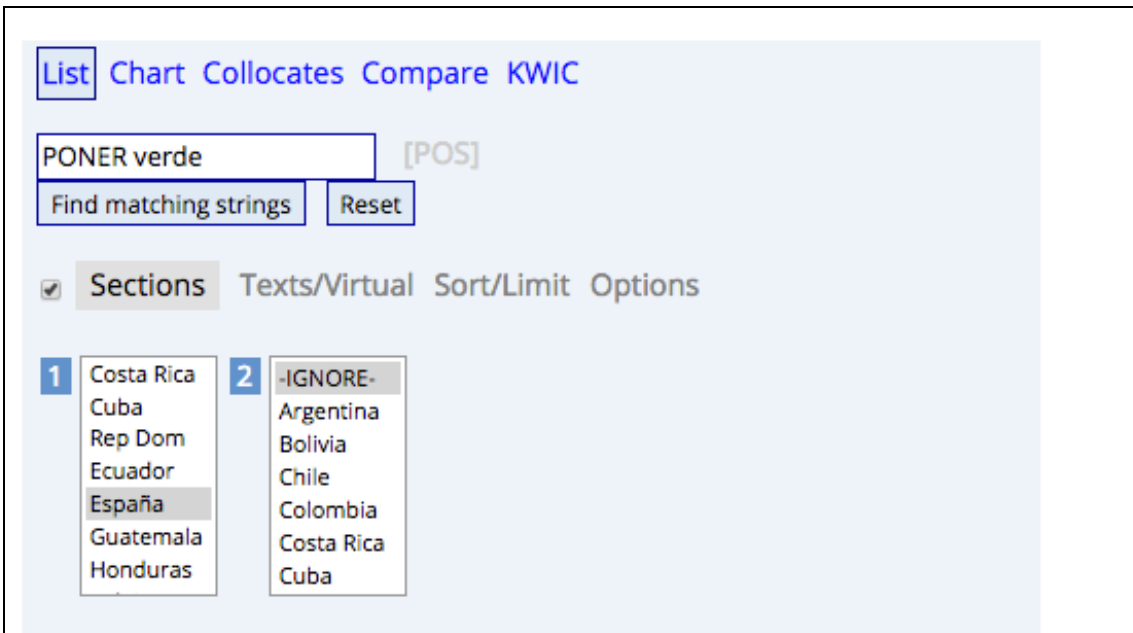 List Chart Collocates Compare KWIC
PONER verde [POS]
Find matching strings Reset
Sections Texts/Virtual Sort/Limit Options
1 2
Costa Rica
Cuba
Rep Dom
Ecuador
España
Guatemala
Honduras
-IGNORE-
Argentina
Bolivia
Chile
Colombia
Costa Rica
Cuba